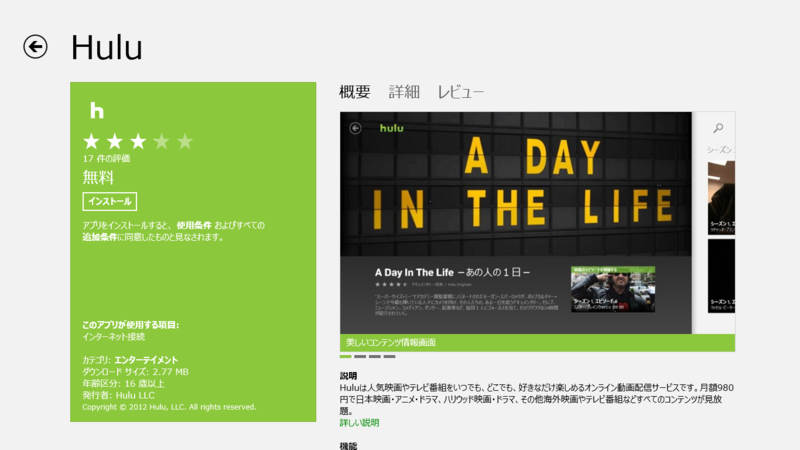 Hulu
h
17 件の評価
無料
インストール
アプリをインストールすると、使用条件 およびすべての
追加条件に同意したものと見なされます。
このアプリが使用する項目:
インターネット接続
カテゴリ: エンターテイメント
ダウンロード サイズ: 2.77 MB
年齢区分: 16 歳以上
発行者: Hulu LLC
Copyright © 2012 Hulu, LLC. All rights reserved.
概要 詳細 レビュー
hulu
A DAY
IN THE LIFE
A Day In The Life －あの人の１日－
シーズン
美しいコンテンツ情報画面
説明
Huluは人気映画やテレビ番組をいつでも、どこでも、好きなだけ楽しめるオンライン動画配信サービスです。月額980
円で日本映画・アニメ・ドラマ、ハリウッド映画・ドラマ、その他海外映画やテレビ番組などすべてのコンテンツが見放
題。
詳しい説明
機能